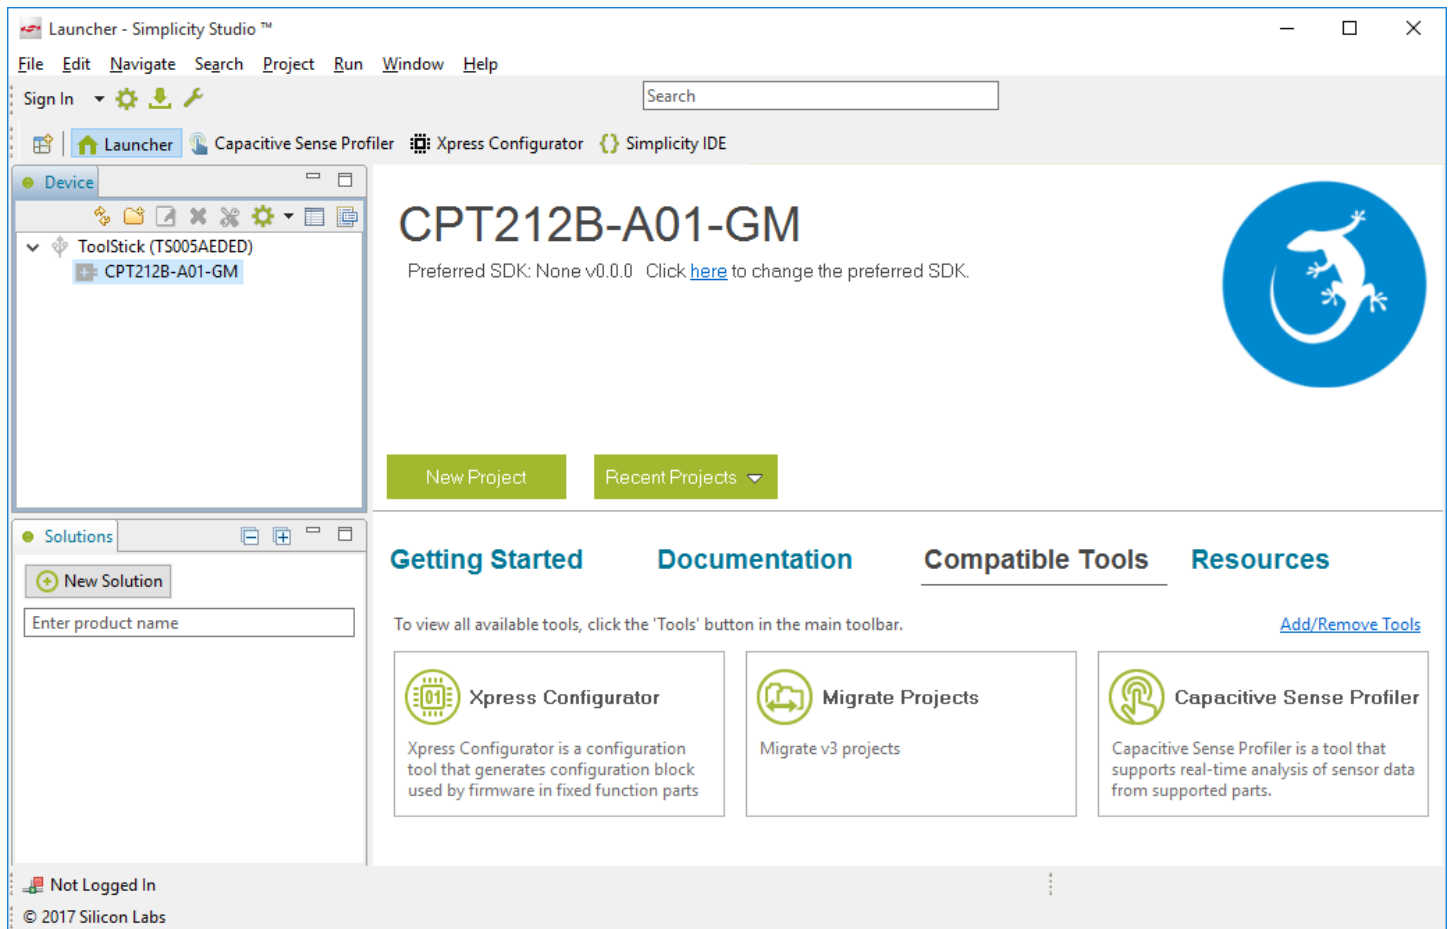 Launcher - Simplicity Studio ™
File Edit Navigate Search Project Run Window Help
Sign In
Search
Launcher Capacitive Sense Profiler Xpress Configurator Simplicity IDE
Device
ToolStick (TS005AEDED)
CPT212B-A01-GM
CPT212B-A01-GM
Preferred SDK: None v0.0.0 Click here to change the preferred SDK.
New Project
Recent Projects
Solutions
New Solution
Enter product name
Getting Started Documentation Compatible Tools Resources
To view all available tools, click the 'Tools' button in the main toolbar.
Add/Remove Tools
01
Xpress Configurator
Xpress Configurator is a configuration
tool that generates configuration block
used by firmware in fixed function parts
Migrate Projects
Migrate v3 projects
Capacitive Sense Profiler
Capacitive Sense Profiler is a tool that
supports real-time analysis of sensor data
from supported parts.
Not Logged In
© 2017 Silicon Labs